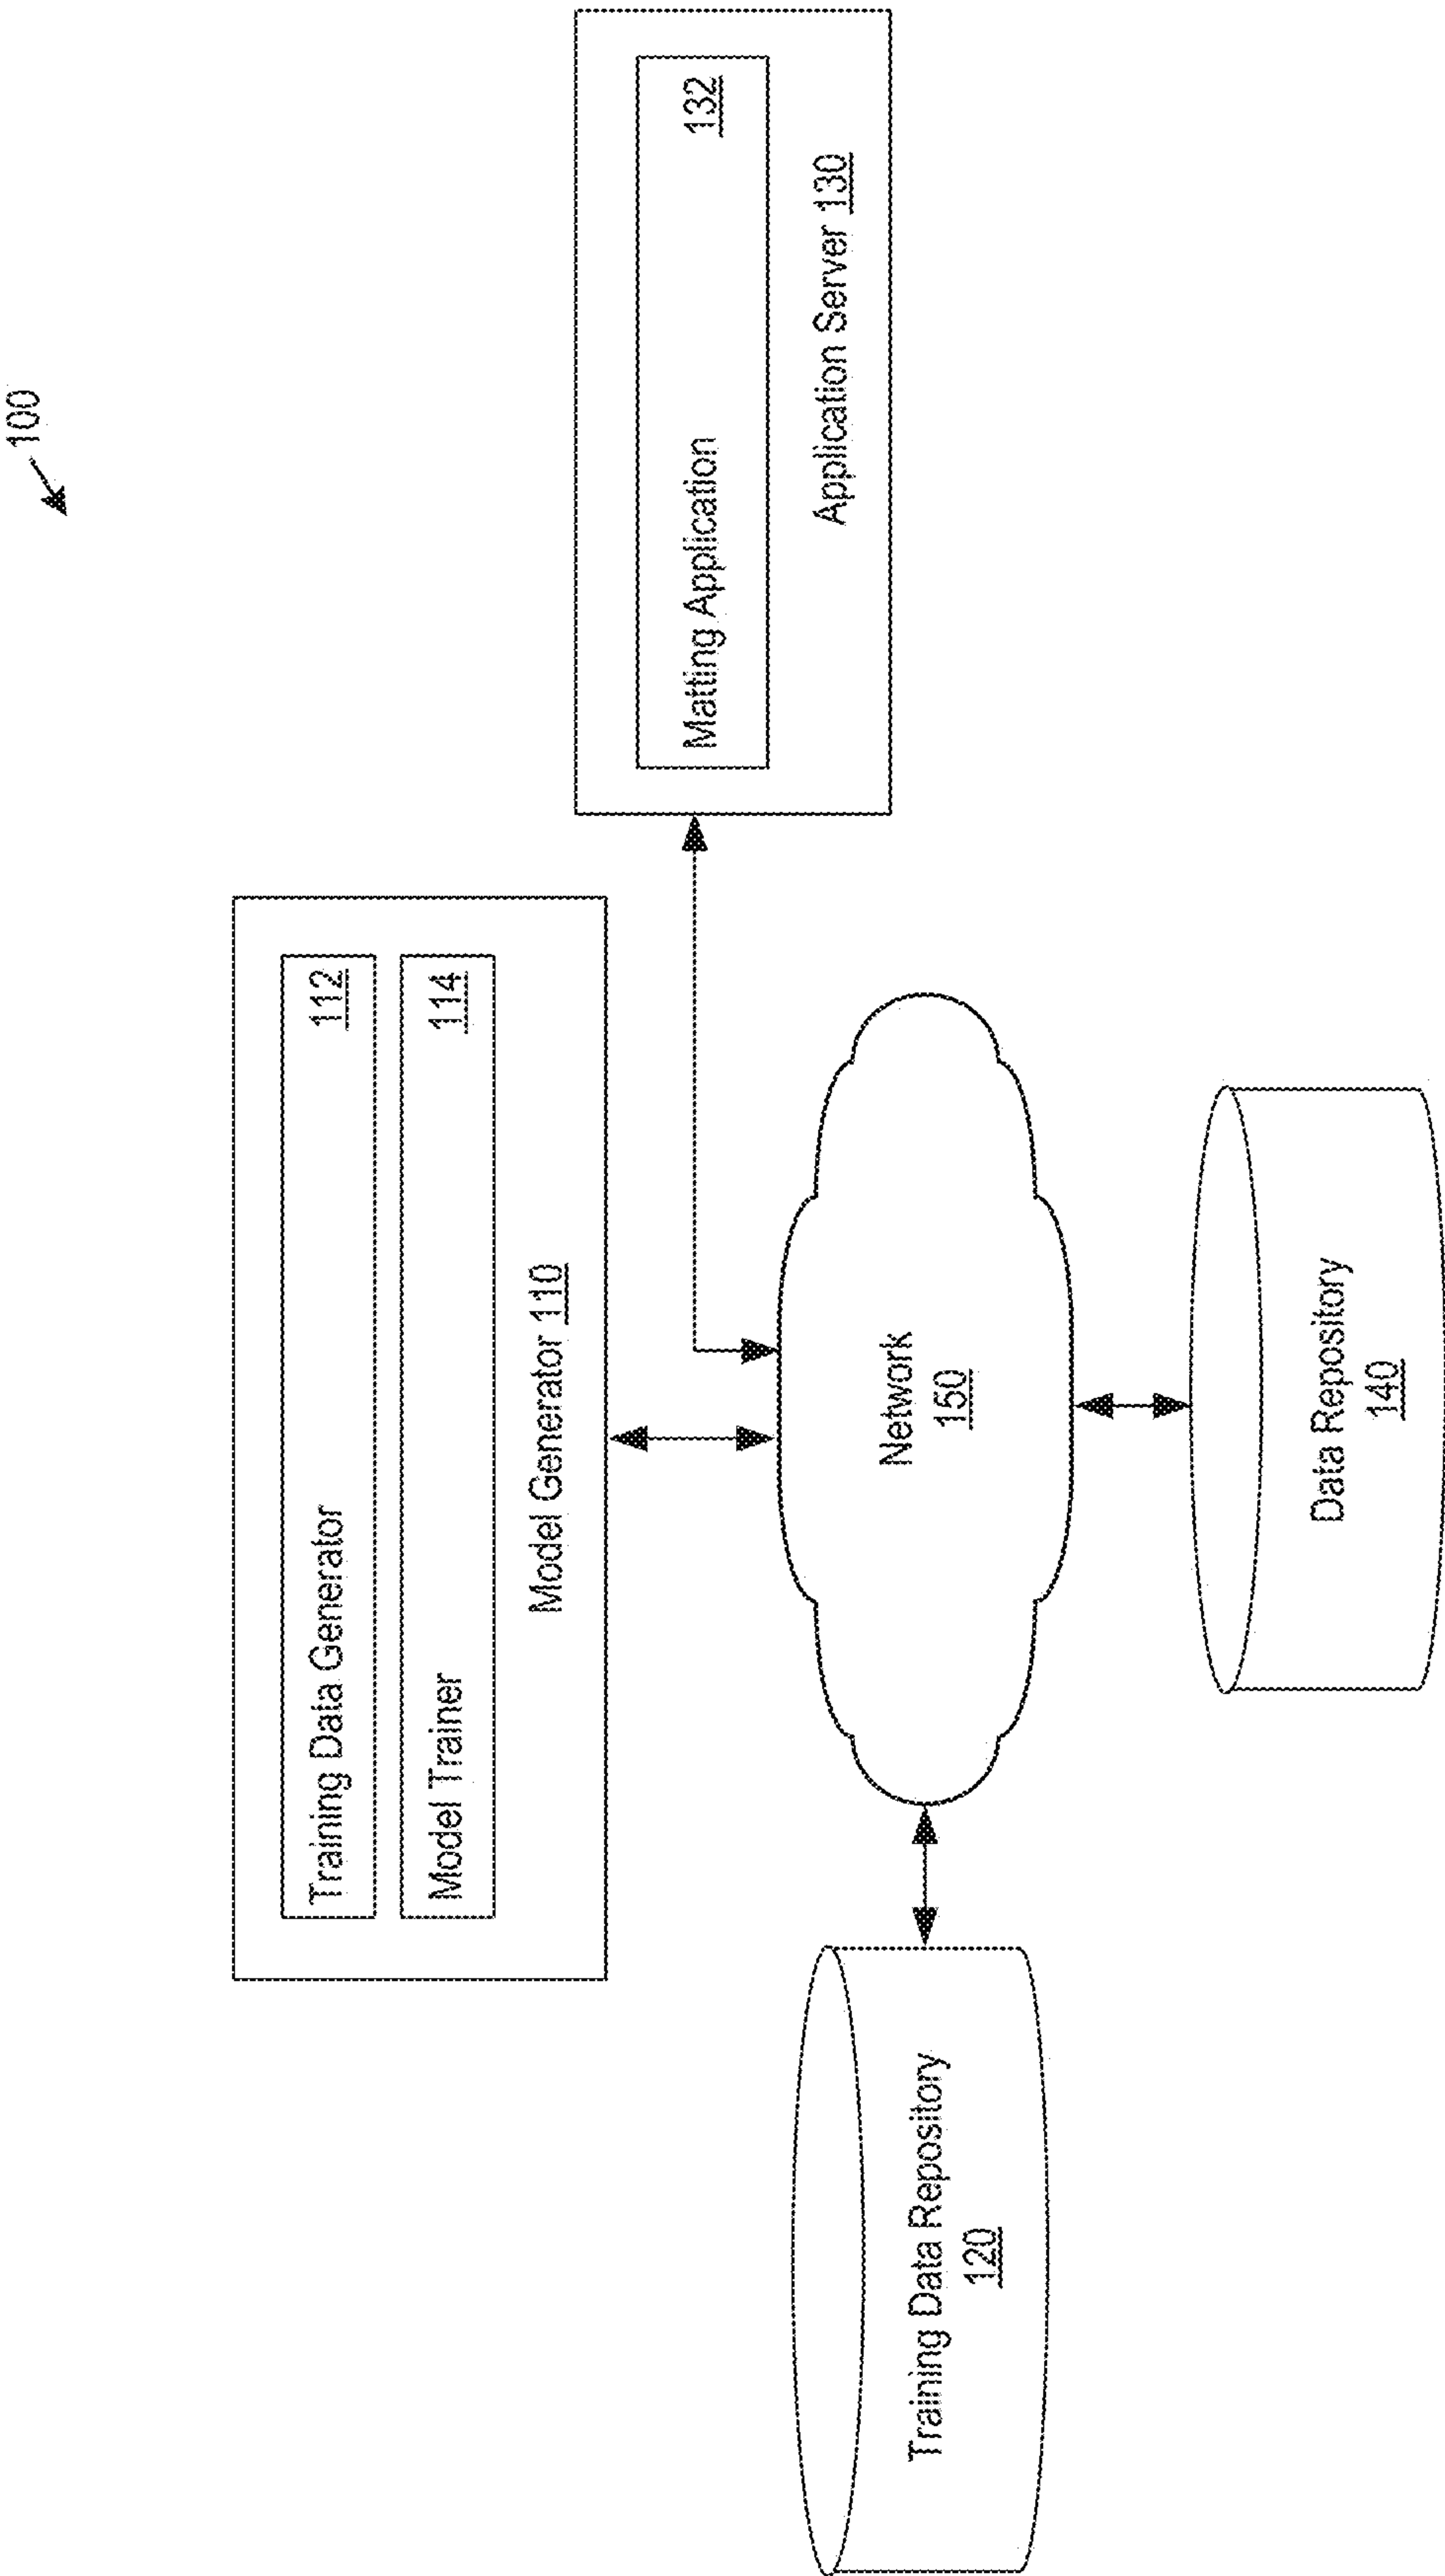 100
Training Data Generator 112
Model Trainer 114
Model Generator 110
Matting Application 132
Application Server 130
Network
150
Training Data Repository
120
Data Repository
140